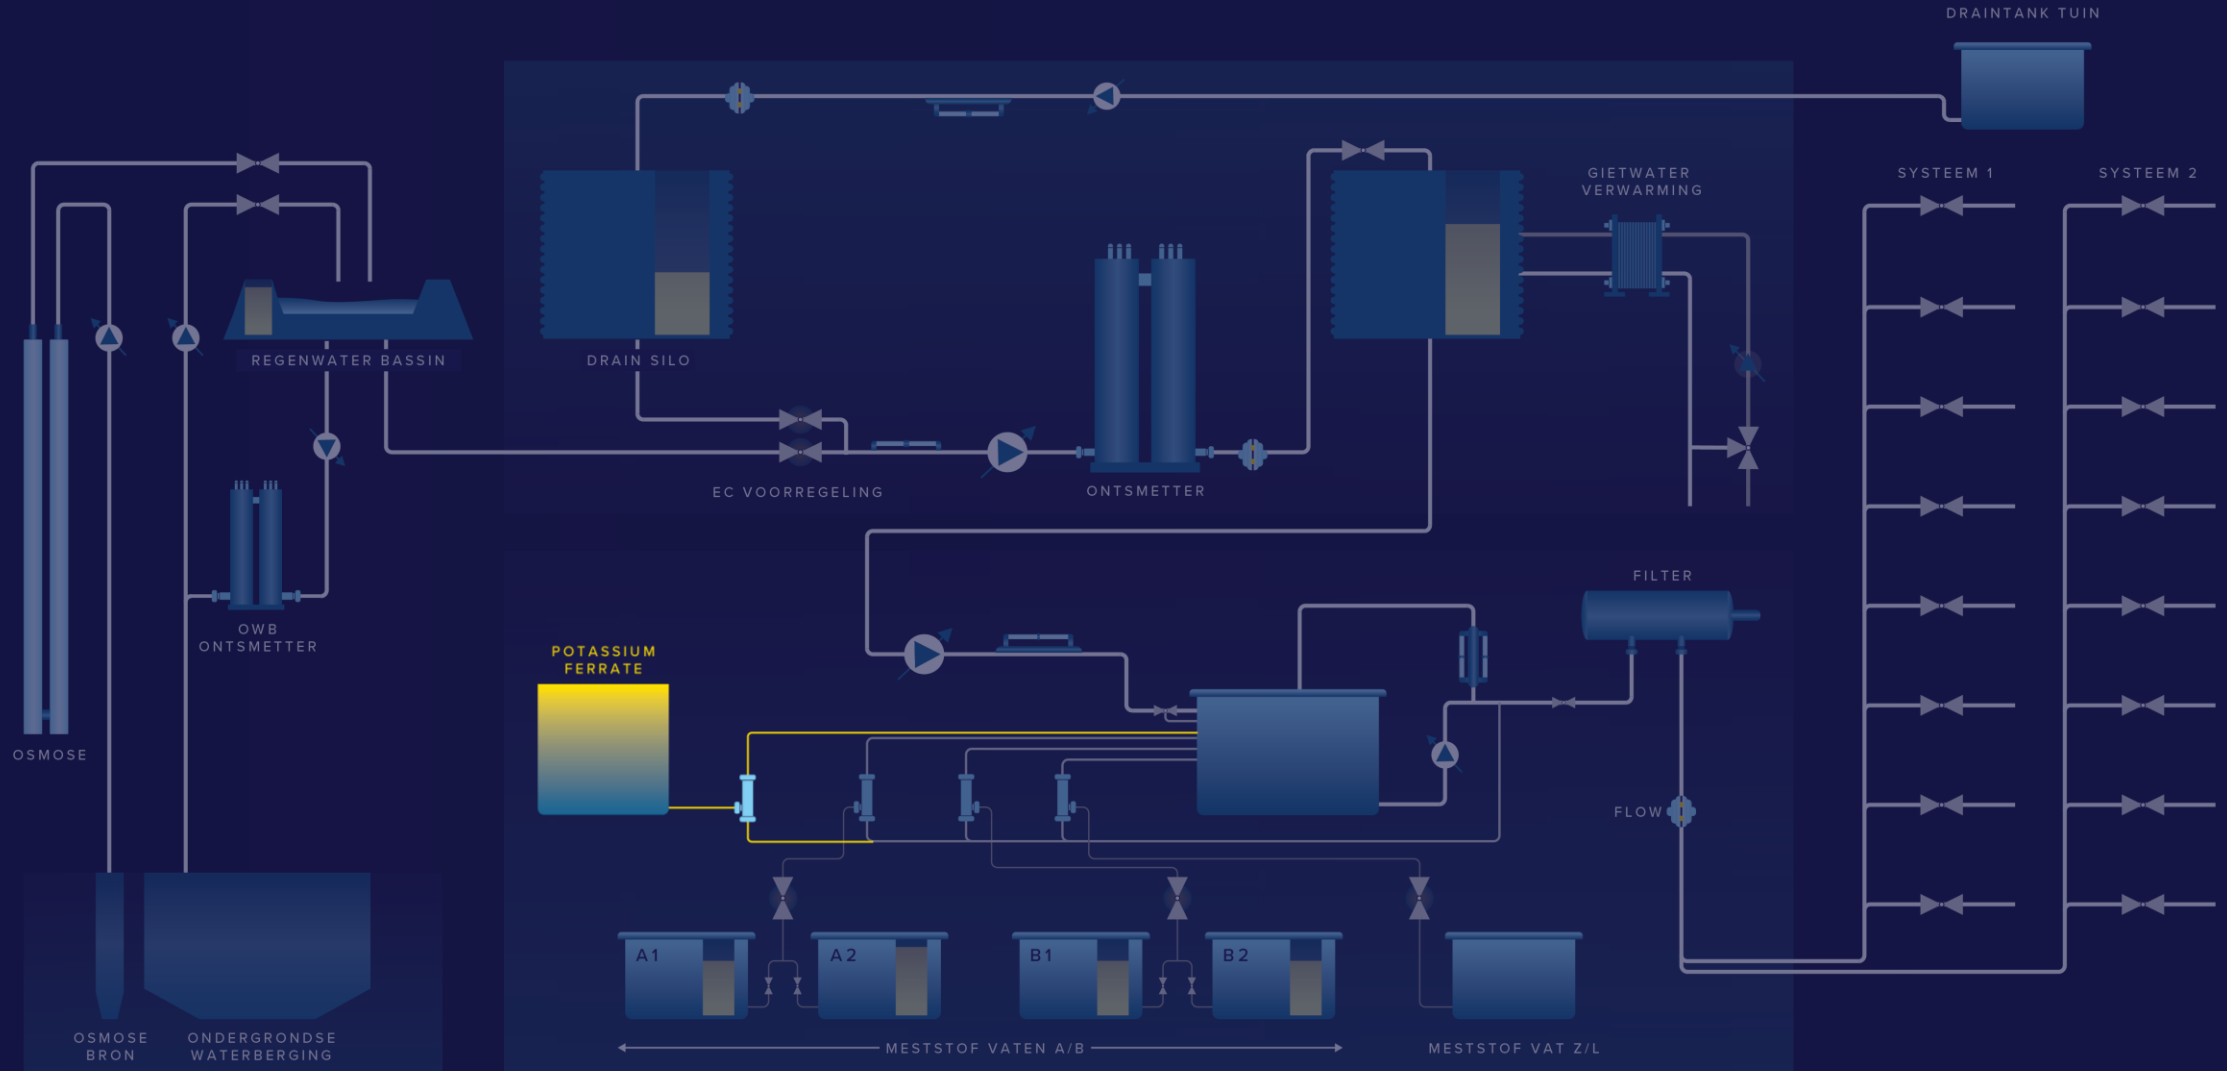 DRAINTANK TUIN
GIETWATER
VERWARMING
SYSTEEM 1
SYSTEEM 2
REGENWATER BASSIN
DRAIN SILO
EC VOORREGELING
ONTSMETTER
FILTER
OWB
ONTSMETTER
POTASSIUM
FERRATE
OSMOSE
FLOW
A1
A2
B1
B2
OSMOSE
BRON
ONDERGRONDSE
WATERBERGING
MESTSTOF VATEN A/B
MESTSTOF VAT Z/L